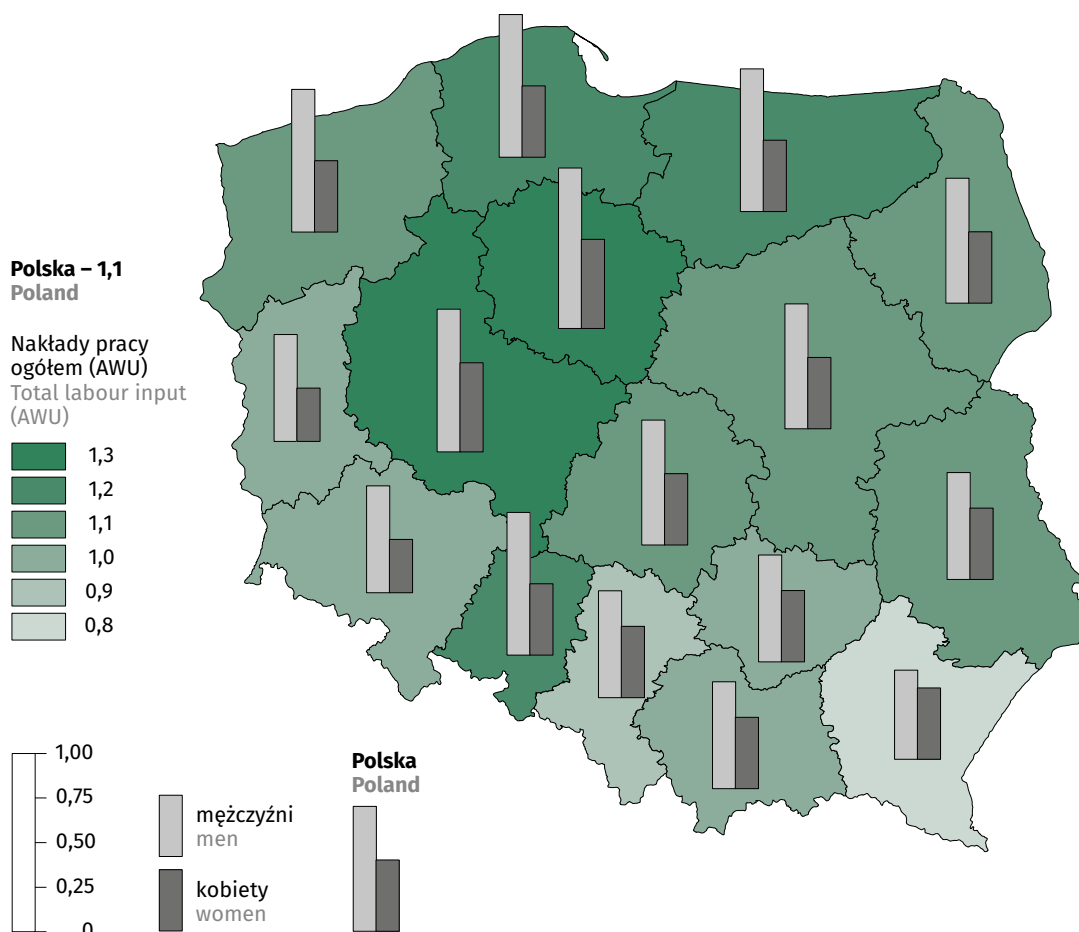 Polska – 1,1
Poland
Nakłady pracy
ogółem (AWU)
Total labour input
(AWU)
1,3
1,2
1,1
1,0
0,9
0,8
1,00
0,75
0,50
0,25
0
mężczyźni
men
kobiety
women
Polska
Poland